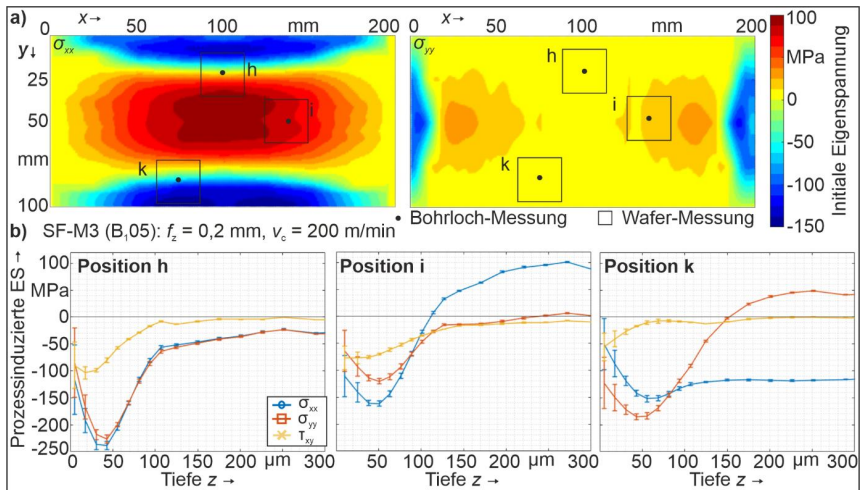 a) x→ 50 100 mm 200 x→ 50 100 mm 200 100
y↓ σxx h σyy h MPa
25 50
i i 0
50
mm k k -50
-100
100 • Bohrloch-Messung □ Wafer-Messung -150
Initiale Eigenspannung
b) SF-M3 (B₁05): fz = 0,2 mm, vc = 200 m/min
Prozessinduzierte ES →
100 Position h Position i Position k
MPa
0
-50
-100
-150
-200
-250
σxx
σyy
τxy
0 50 100 150 200 µm 300 50 100 150 200 µm 300 50 100 150 200 µm 300
Tiefe z → Tiefe z → Tiefe z →